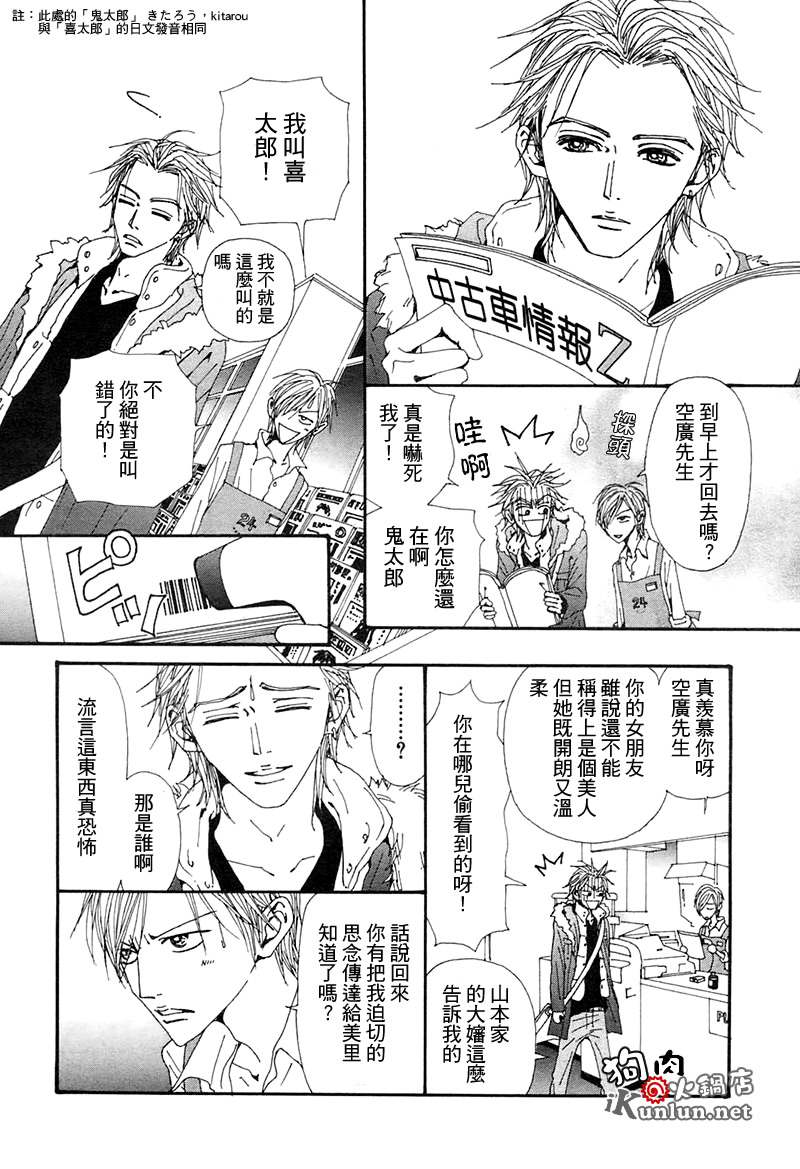 註：此處的「鬼太郎」 きたろう，kitarou
與「喜太郎」的日文發音相同
中古車情報Z
到早上才回去嗎？
空廣先生
探頭
哇啊
真是嚇死
我了！
你怎麼還
在啊
鬼太郎
24
我叫喜
太郎！
我不就是
這麼叫的
嗎
不
你絕對是叫
錯了的！
24
ピッ
真羨慕你呀
空廣先生
你的女朋友
雖說還不能
稱得上是個美人
但她既開朗又溫
柔
你在哪兒偷看到的呀！
山本家
的大嬸這麼
告訴我的
………？
那是誰啊
流言這東西真恐怖
話說回來
你有把我迫切的
思念傳達給美里
知道了嗎？
狗肉
火鍋店
iKunlun.net